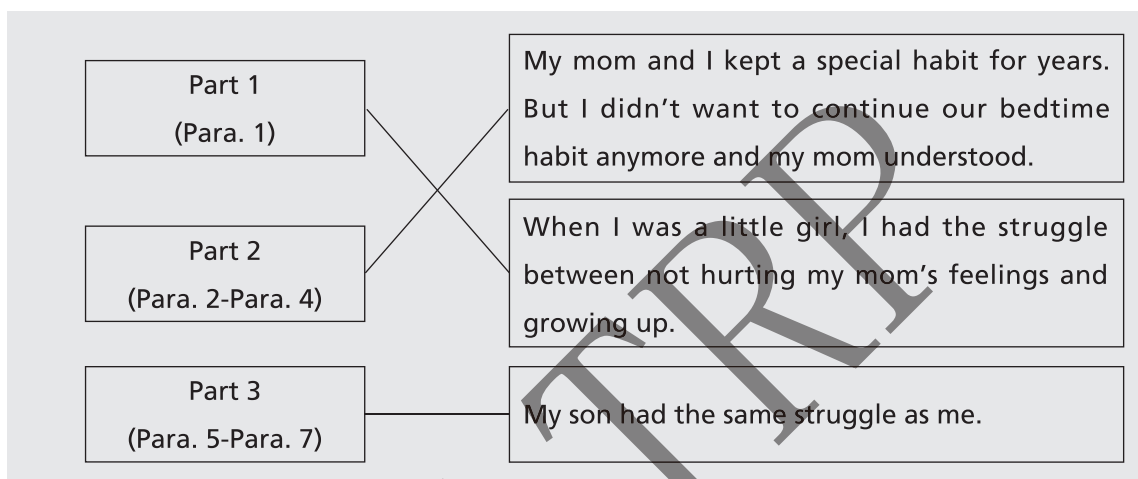 Part 1
(Para. 1)
My mom and I kept a special habit for years.
But I didn't want to continue our bedtime
habit anymore and my mom understood.
Part 2
(Para. 2-Para. 4)
When I was a little girl, I had the struggle
between not hurting my mom's feelings and
growing up.
Part 3
(Para. 5-Para. 7)
My son had the same struggle as me.
TRP